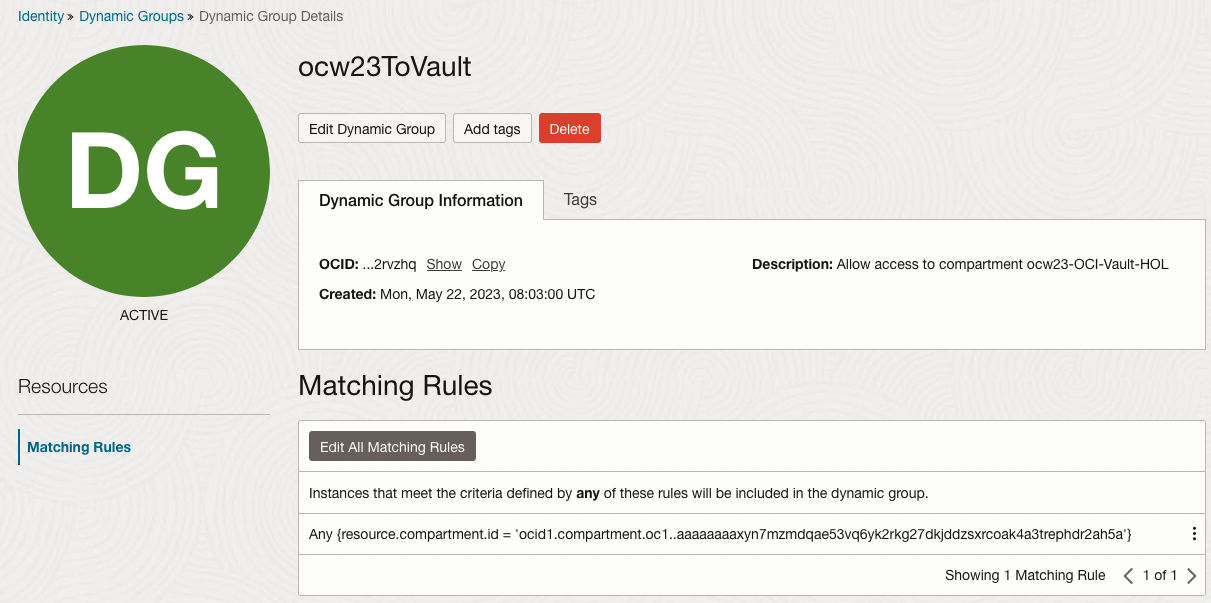 Identity » Dynamic Groups » Dynamic Group Details
DG
ACTIVE
ocw23ToVault
Edit Dynamic Group Add tags Delete
Dynamic Group Information Tags
OCID: ...2rvzhq Show Copy
Description: Allow access to compartment ocw23-OCI-Vault-HOL
Created: Mon, May 22, 2023, 08:03:00 UTC
Resources
Matching Rules
Matching Rules
Edit All Matching Rules
Instances that meet the criteria defined by any of these rules will be included in the dynamic group.
Any {resource.compartment.id = 'ocid1.compartment.oc1..aaaaaaaaxyn7mzmdqae53vq6yk2rkg27dkjddzsxrcoak4a3trephdr2ah5a'}
Showing 1 Matching Rule < 1 of 1 >